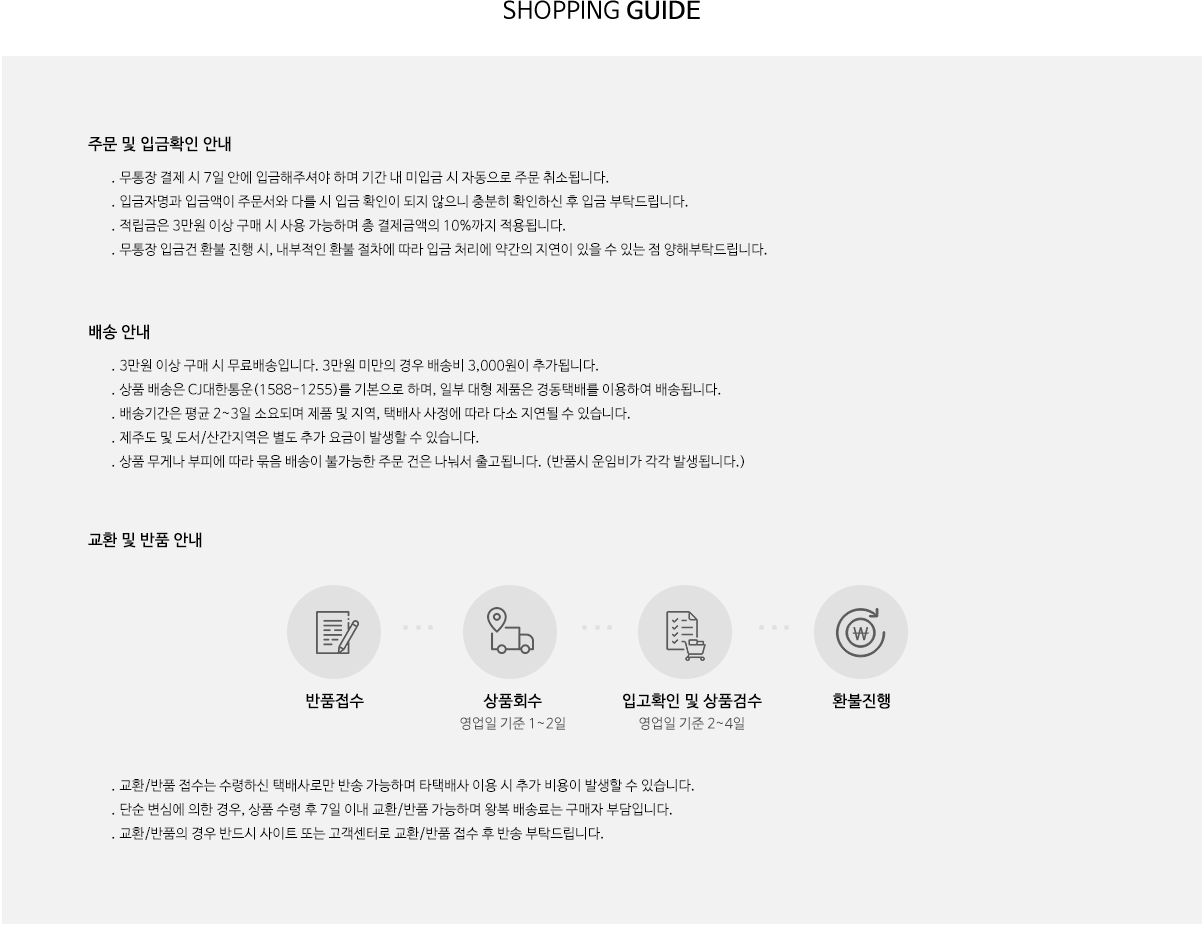 SHOPPING GUIDE
주문 및 입금확인 안내
. 무통장 결제 시 7일 안에 입금해주셔야 하며 기간 내 미입금 시 자동으로 주문 취소됩니다.
. 입금자명과 입금액이 주문서와 다를 시 입금 확인이 되지 않으니 충분히 확인하신 후 입금 부탁드립니다.
. 적립금은 3만원 이상 구매 시 사용 가능하며 총 결제금액의 10%까지 적용됩니다.
. 무통장 입금건 환불 진행 시, 내부적인 환불 절차에 따라 입금 처리에 약간의 지연이 있을 수 있는 점 양해부탁드립니다.
배송 안내
. 3만원 이상 구매 시 무료배송입니다. 3만원 미만의 경우 배송비 3,000원이 추가됩니다.
. 상품 배송은 CJ대한통운(1588-1255)를 기본으로 하며, 일부 대형 제품은 경동택배를 이용하여 배송됩니다.
. 배송기간은 평균 2~3일 소요되며 제품 및 지역, 택배사 사정에 따라 다소 지연될 수 있습니다.
. 제주도 및 도서/산간지역은 별도 추가 요금이 발생할 수 있습니다.
. 상품 무게나 부피에 따라 묶음 배송이 불가능한 주문 건은 나눠서 출고됩니다. (반품시 운임비가 각각 발생됩니다.)
교환 및 반품 안내
반품접수 상품회수 입고확인 및 상품검수 환불진행
영업일 기준 1~2일 영업일 기준 2~4일
. 교환/반품 접수는 수령하신 택배사로만 반송 가능하며 타택배사 이용 시 추가 비용이 발생할 수 있습니다.
. 단순 변심에 의한 경우, 상품 수령 후 7일 이내 교환/반품 가능하며 왕복 배송료는 구매자 부담입니다.
. 교환/반품의 경우 반드시 사이트 또는 고객센터로 교환/반품 접수 후 반송 부탁드립니다.